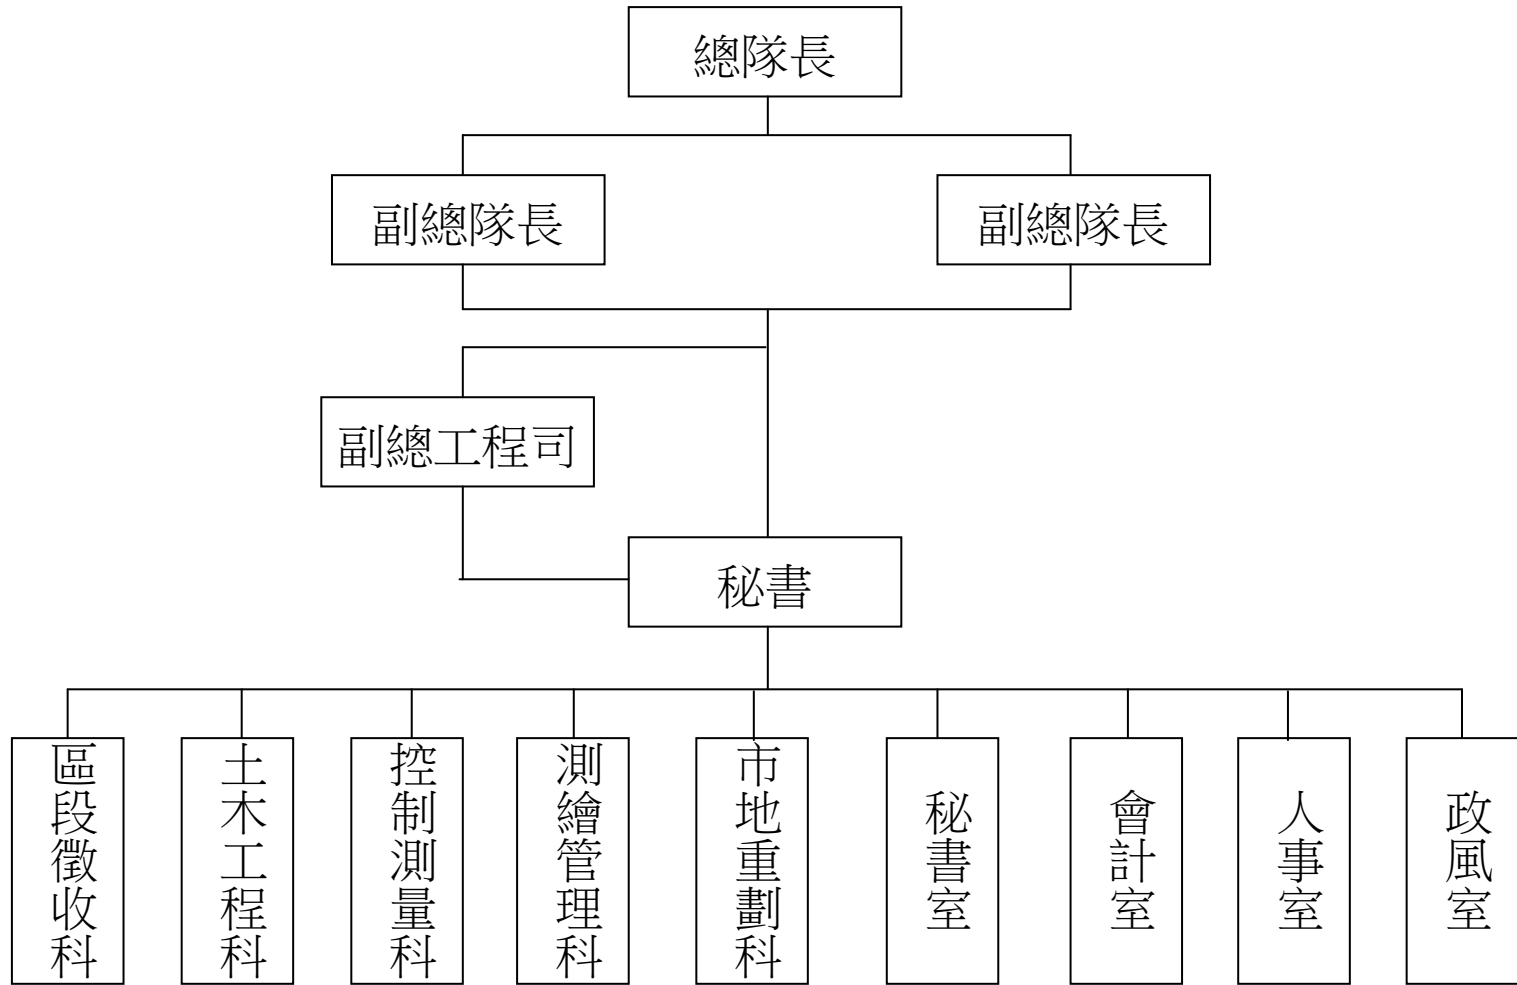 總隊長
副總隊長
副總隊長
副總工程司
秘書
區段徵收科
土木工程科
控制測量科
測繪管理科
市地重劃科
秘書室
會計室
人事室
政風室